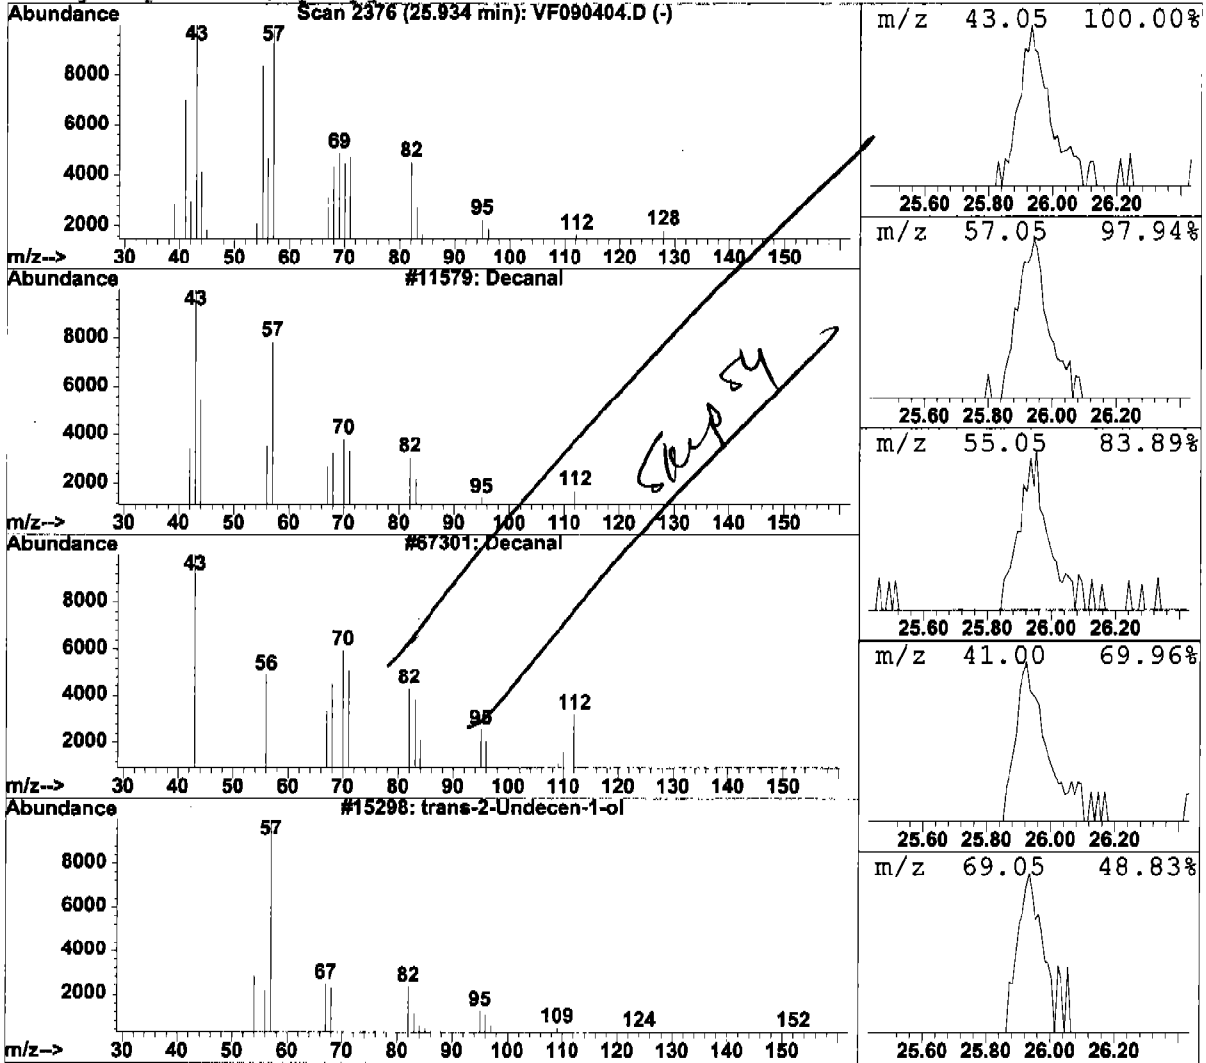 Abundance
Scan 2376 (25.934 min): VF090404.D (-)
43 57 69 82 95 112 128
8000
6000
4000
2000
m/z--> 30 40 50 60 70 80 90 100 110 120 130 140 150
Abundance
#11579: Decanal
43 57 70 82 95 112
8000
6000
4000
2000
m/z--> 30 40 50 60 70 80 90 100 110 120 130 140 150
Abundance
#67301: Decanal
43 56 70 82 95 112
8000
6000
4000
2000
m/z--> 30 40 50 60 70 80 90 100 110 120 130 140 150
Abundance
#15298: trans-2-Undecen-1-ol
57 67 82 95 109 124 152
8000
6000
4000
2000
m/z--> 30 40 50 60 70 80 90 100 110 120 130 140 150
m/z 43.05 100.00%
25.60 25.80 26.00 26.20
m/z 57.05 97.94%
25.60 25.80 26.00 26.20
m/z 55.05 83.89%
25.60 25.80 26.00 26.20
m/z 41.00 69.96%
25.60 25.80 26.00 26.20
m/z 69.05 48.83%
25.60 25.80 26.00 26.20